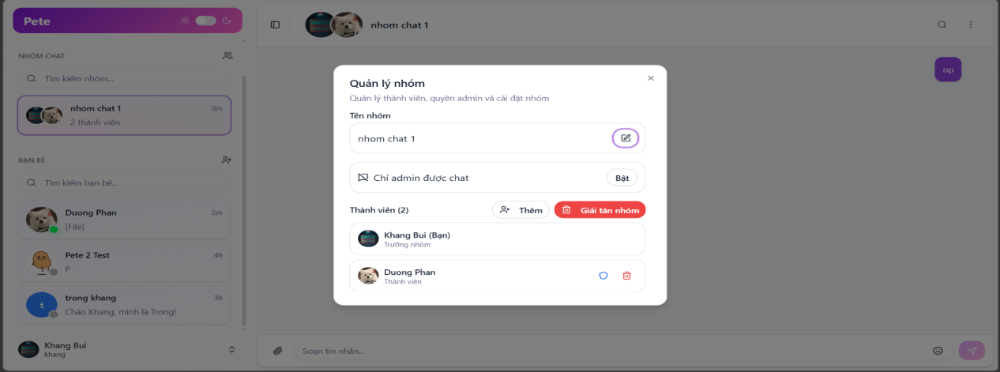 Pete
nhom chat 1
NHÓM CHAT
Tìm kiếm nhóm...
nhom chat 1
0m
2 thành viên
BẠN BÈ
Tìm kiếm bạn bè...
Duong Phan
2m
[File]
Pete 2 Test
4h
P
t
trong khang
3h
Chào Khang, mình là Trong!
Khang Bui
khang
op
Quản lý nhóm
Quản lý thành viên, quyền admin và cài đặt nhóm
Tên nhóm
nhom chat 1
Chỉ admin được chat
Bật
Thành viên (2)
Thêm
Giải tán nhóm
Khang Bui (Bạn)
Trưởng nhóm
Duong Phan
Thành viên
Soạn tin nhắn...